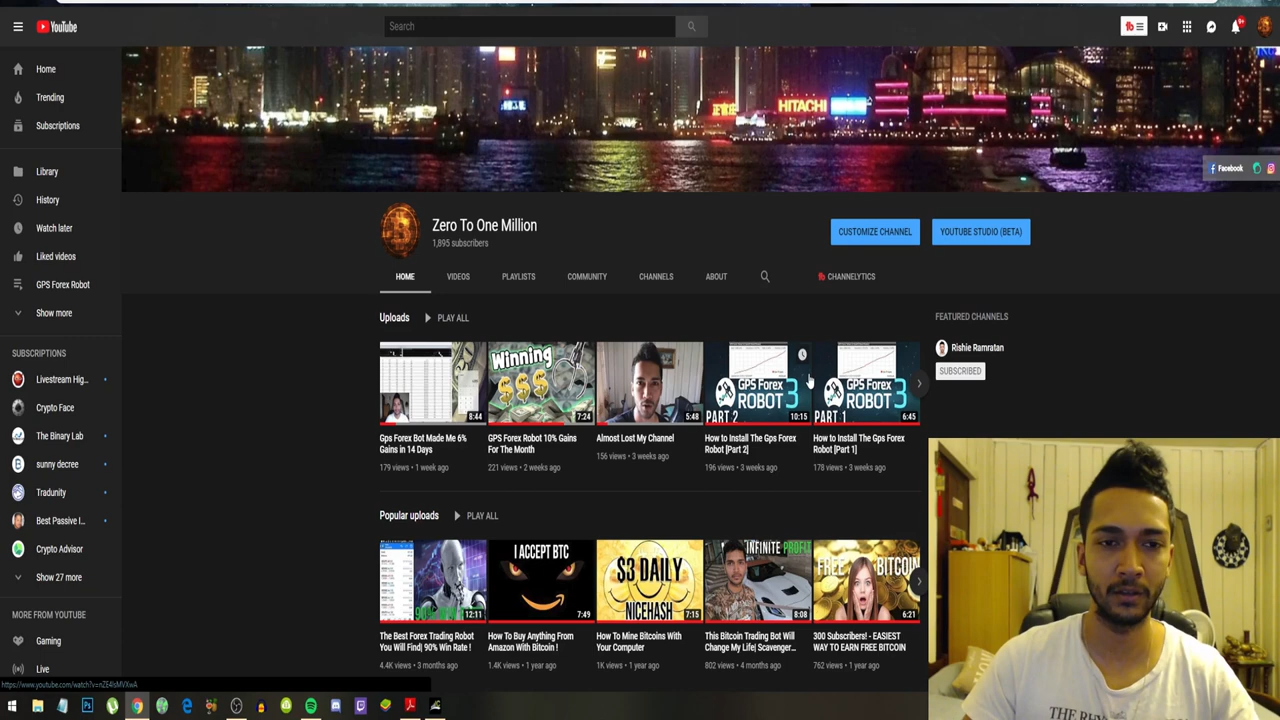 YouTube
Search
9+
Home
Trending
Subscriptions
Library
History
Watch later
Liked videos
GPS Forex Robot
Show more
SUBSCRIPTIONS
Livestream Hig...
Crypto Face
The Binary Lab
sunny decree
Tradunity
Best Passive I...
Crypto Advisor
Show 27 more
MORE FROM YOUTUBE
Gaming
Live
https://www.youtube.com/watch?v=nZE4IsMVXwA
HITACHI
Facebook
Zero To One Million
1,895 subscribers
CUSTOMIZE CHANNEL
YOUTUBE STUDIO (BETA)
HOME
VIDEOS
PLAYLISTS
COMMUNITY
CHANNELS
ABOUT
CHANNELYTICS
Uploads
PLAY ALL
8:44
Winning
$$$
7:24
5:48
GPS FOREX
ROBOT 3
PART 2
10:15
GPS FOREX
ROBOT 3
PART 1
6:45
Gps Forex Bot Made Me 6%
Gains in 14 Days
179 views • 1 week ago
GPS Forex Robot 10% Gains
For The Month
221 views • 2 weeks ago
Almost Lost My Channel
156 views • 3 weeks ago
How to Install The Gps Forex
Robot |Part 2|
196 views • 3 weeks ago
How to Install The Gps Forex
Robot |Part 1|
178 views • 3 weeks ago
FEATURED CHANNELS
Rishie Ramratan
SUBSCRIBED
Popular uploads
PLAY ALL
12:11
I ACCEPT BTC
7:49
$3 DAILY
NICEHASH
7:15
INFINITE PROFIT
8:08
FREE BITCOIN
6:21
The Best Forex Trading Robot
You Will Find| 90% Win Rate !
4.4K views • 3 months ago
How To Buy Anything From
Amazon With Bitcoin !
1.4K views • 1 year ago
How To Mine Bitcoins With
Your Computer
1K views • 1 year ago
This Bitcoin Trading Bot Will
Change My Life| Scavenger...
802 views • 4 months ago
300 Subscribers! - EASIEST
WAY TO EARN FREE BITCOIN
762 views • 1 year ago